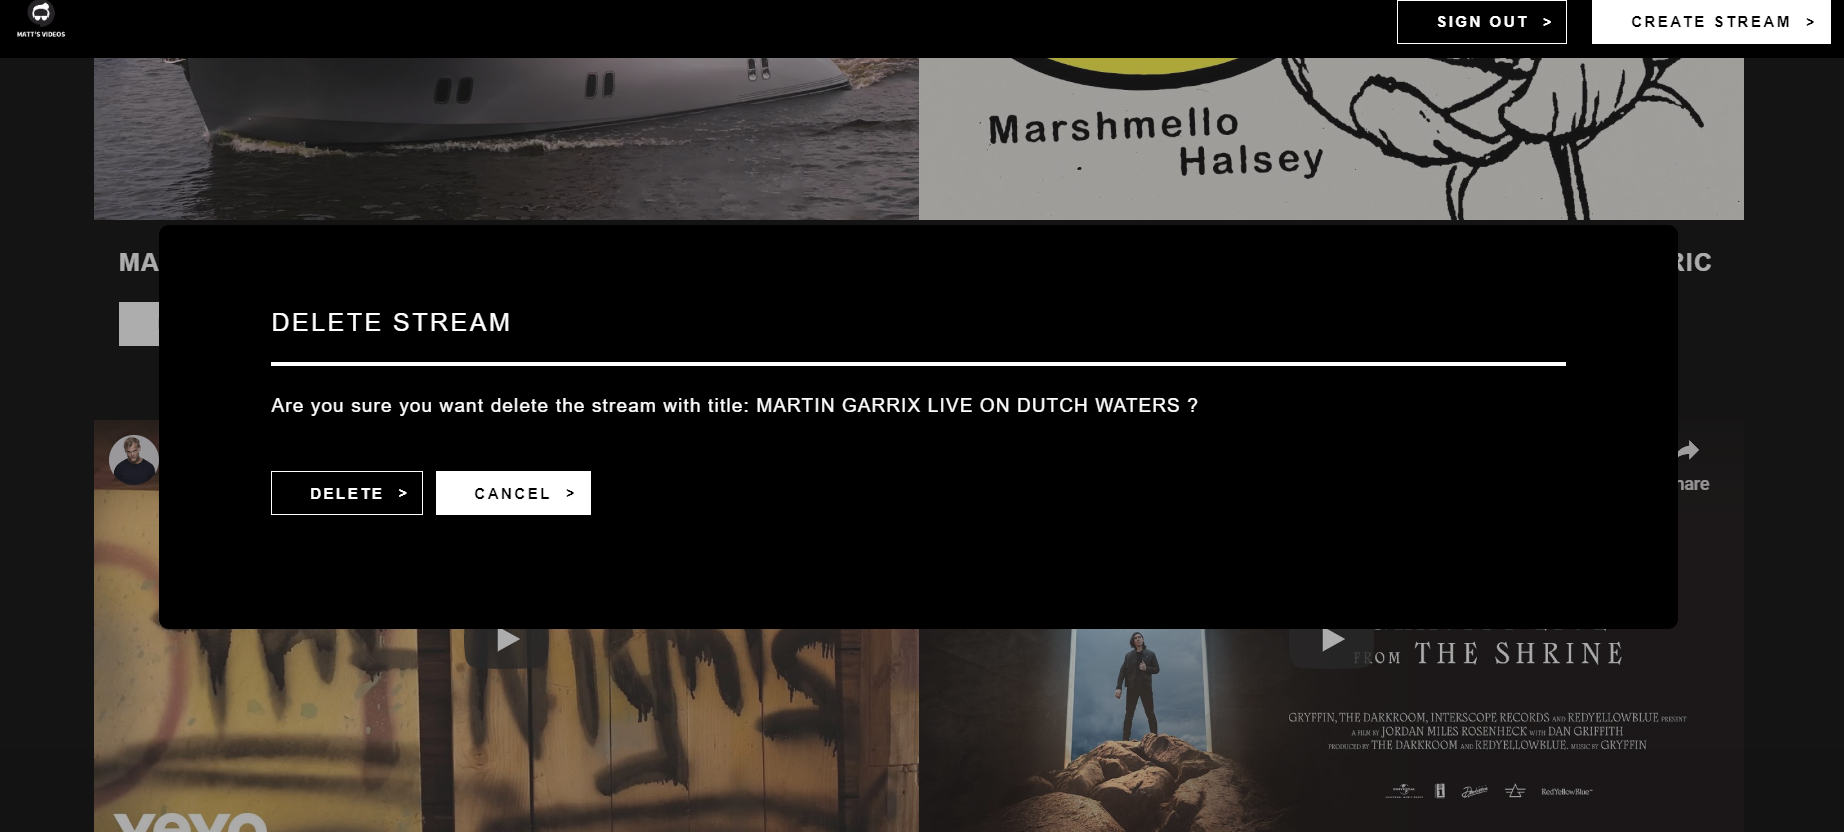 MATT'S VIDEOS
SIGN OUT >
CREATE STREAM >
Marshmello
Halsey
MA
RIC
DELETE STREAM
Are you sure you want delete the stream with title: MARTIN GARRIX LIVE ON DUTCH WATERS ?
DELETE >
CANCEL >
hare
FROM THE SHRINE
GRYFFIN, THE DARKROOM, INTERSCOPE RECORDS AND REDYELLOWBLUE PRESENT
A FILM BY JORDAN MILES ROSENHECK WITH DAN GRIFFITH
PRODUCED BY THE DARKROOM AND REDYELLOWBLUE. MUSIC BY GRYFFIN
RedYellowBlue
vevo